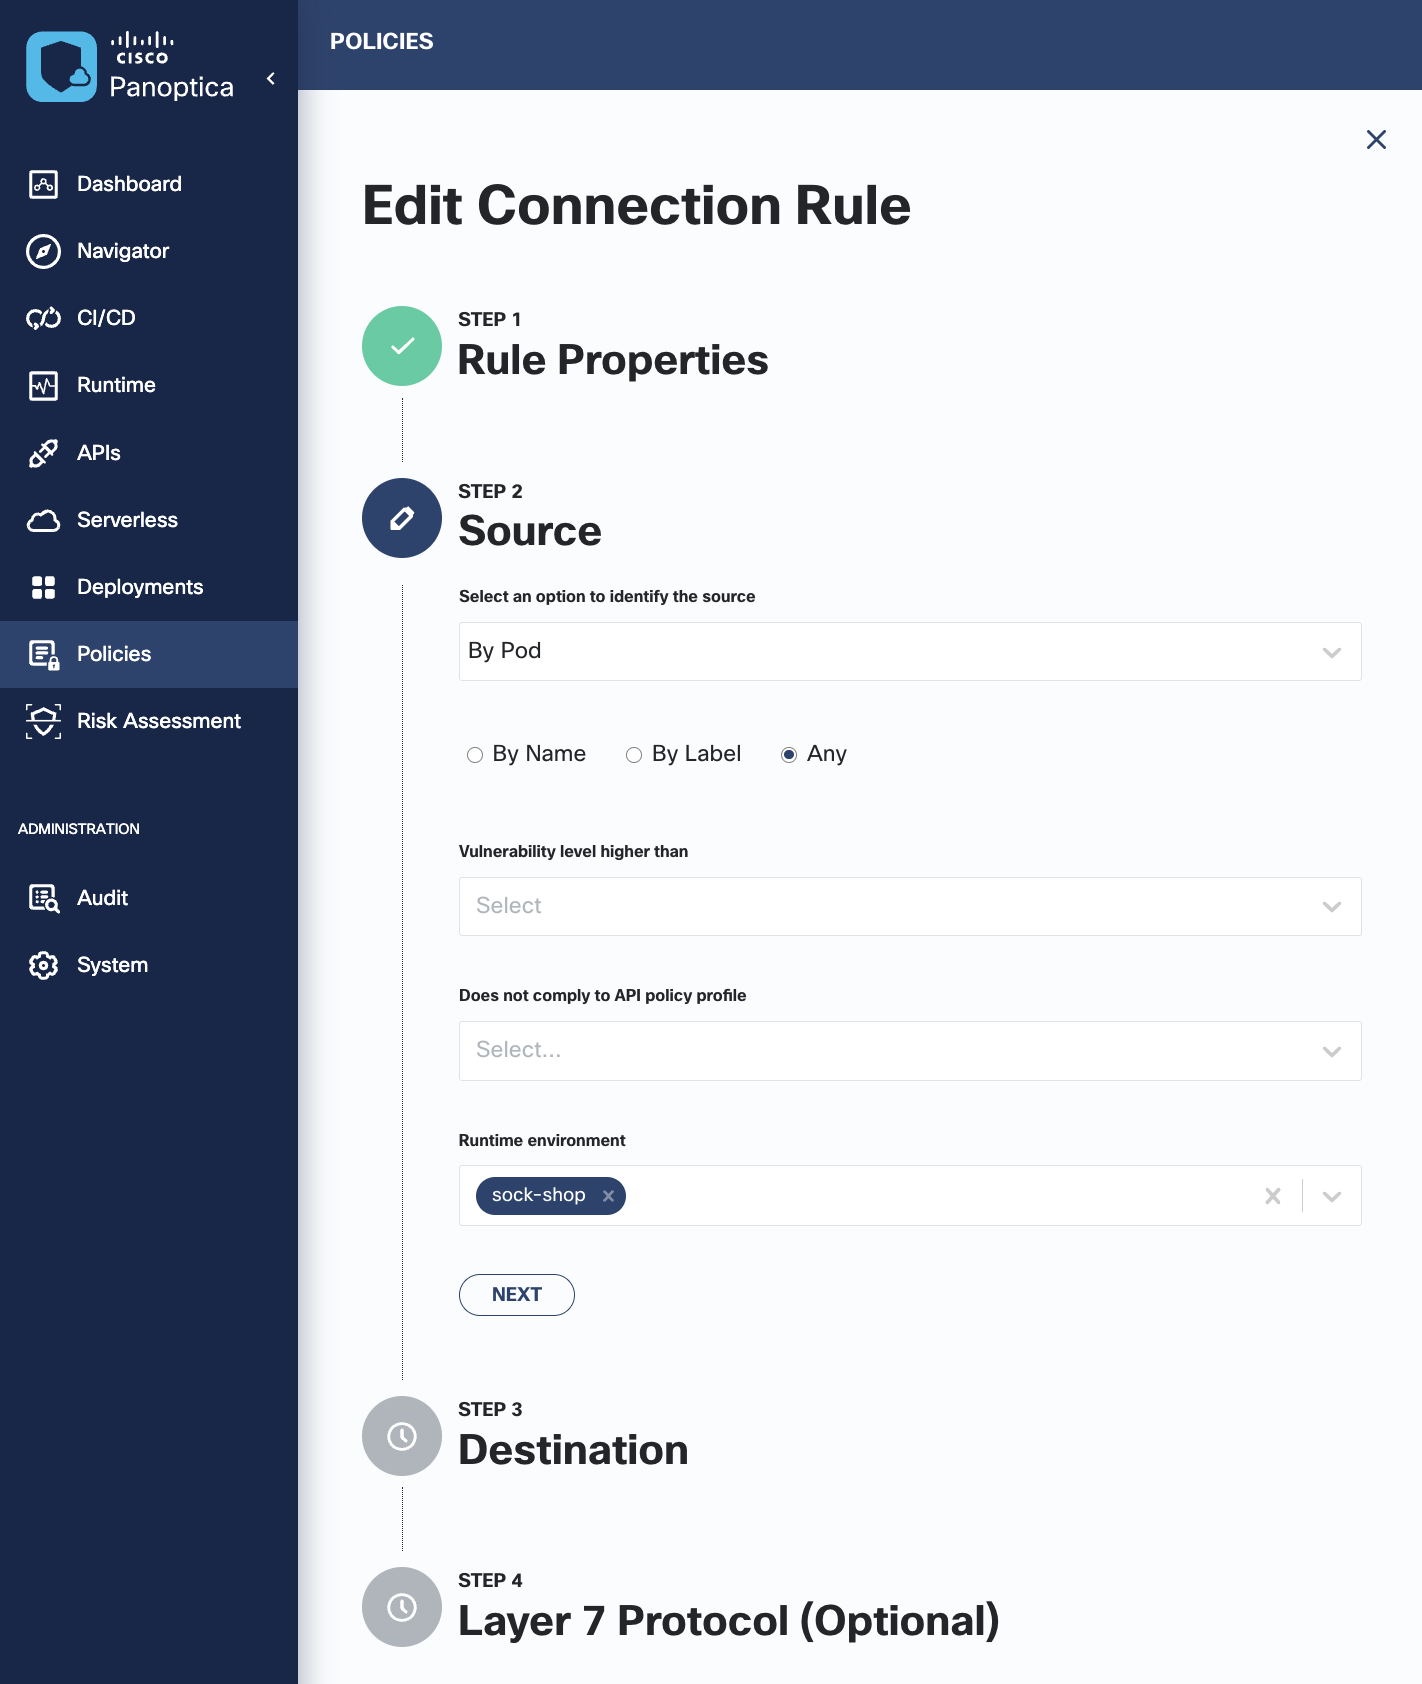 CISCO
Panoptica
Dashboard
Navigator
CI/CD
Runtime
APIs
Serverless
Deployments
Policies
Risk Assessment
ADMINISTRATION
Audit
System
POLICIES
Edit Connection Rule
STEP 1
Rule Properties
STEP 2
Source
Select an option to identify the source
By Pod
By Name By Label Any
Vulnerability level higher than
Select
Does not comply to API policy profile
Select...
Runtime environment
sock-shop
NEXT
STEP 3
Destination
STEP 4
Layer 7 Protocol (Optional)